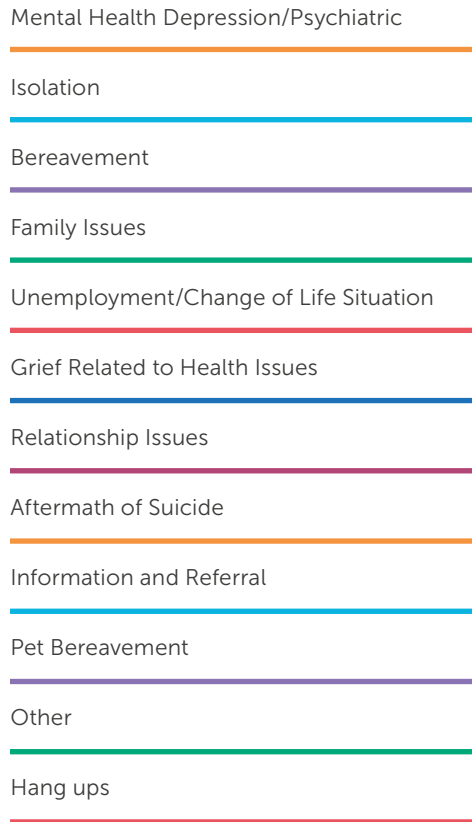 Mental Health Depression/Psychiatric
Isolation
Bereavement
Family Issues
Unemployment/Change of Life Situation
Grief Related to Health Issues
Relationship Issues
Aftermath of Suicide
Information and Referral
Pet Bereavement
Other
Hang ups